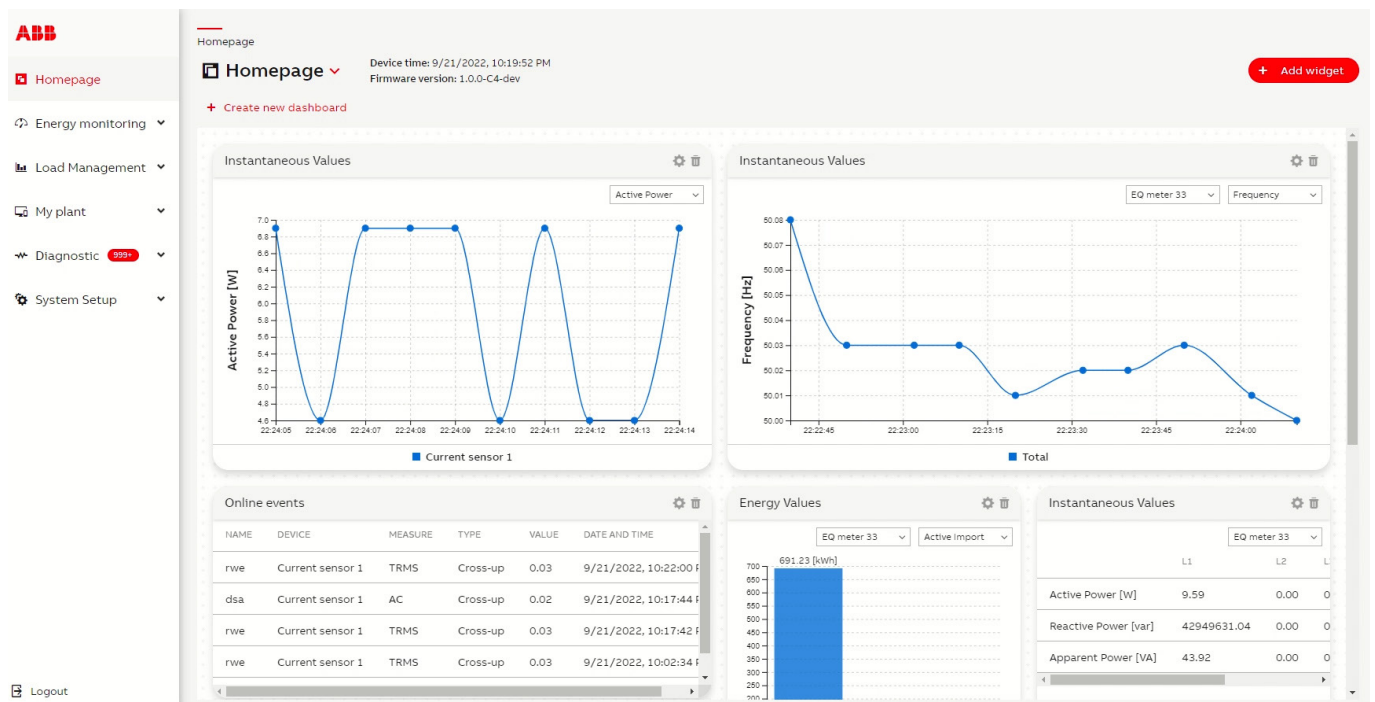 ABB
Homepage
Energy monitoring
Load Management
My plant
Diagnostic 999+
System Setup
Logout
Homepage
Homepage
Device time: 9/21/2022, 10:19:52 PM
Firmware version: 1.0.0-C4-dev
+ Add widget
+ Create new dashboard
Instantaneous Values
Active Power
Active Power [W]
7.0
6.8
6.6
6.4
6.2
6.0
5.8
5.6
5.4
5.2
5.0
4.8
4.6
22:24:05 22:24:06 22:24:07 22:24:08 22:24:09 22:24:10 22:24:11 22:24:12 22:24:13 22:24:14
Current sensor 1
Instantaneous Values
EQ meter 33 Frequency
Frequency [Hz]
50.08
50.07
50.06
50.05
50.04
50.03
50.02
50.01
50.00
22:22:45 22:23:00 22:23:15 22:23:30 22:23:45 22:24:00
Total
Online events
NAME DEVICE MEASURE TYPE VALUE DATE AND TIME
rwe Current sensor 1 TRMS Cross-up 0.03 9/21/2022, 10:22:00
dsa Current sensor 1 AC Cross-up 0.02 9/21/2022, 10:17:44
rwe Current sensor 1 TRMS Cross-up 0.03 9/21/2022, 10:17:42
rwe Current sensor 1 TRMS Cross-up 0.03 9/21/2022, 10:02:34
Energy Values
EQ meter 33 Active Import
691.23 [kWh]
700
650
600
550
500
450
400
350
300
250
200
Instantaneous Values
EQ meter 33
L1 L2 L
Active Power [W] 9.59 0.00 0
Reactive Power [var] 42949631.04 0.00 0
Apparent Power [VA] 43.92 0.00 0